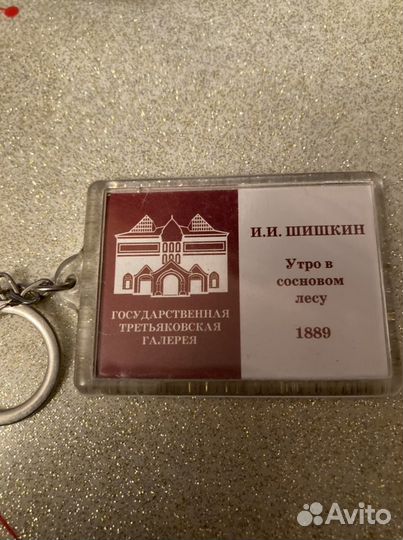 ГОСУДАРСТВЕННАЯ
ТРЕТЬЯКОВСКАЯ
ГАЛЕРЕЯ
И.И. ШИШКИН
Утро в
сосновом
лесу
1889
Avito